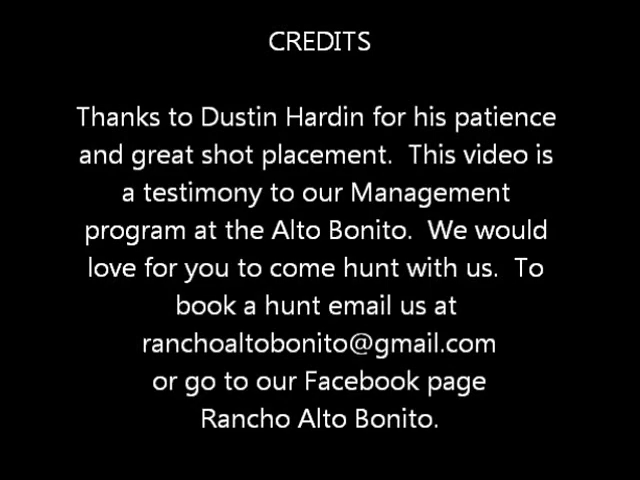 CREDITS
Thanks to Dustin Hardin for his patience
and great shot placement.  This video is
a testimony to our Management
program at the Alto Bonito.  We would
love for you to come hunt with us.  To
book a hunt email us at
ranchoaltobonito@gmail.com
or go to our Facebook page
Rancho Alto Bonito.